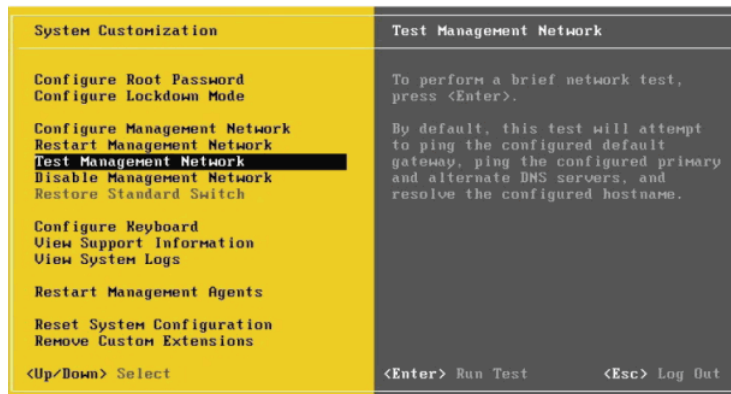 System Customization
Configure Root Password
Configure Lockdown Mode
Configure Management Network
Restart Management Network
Test Management Network
Disable Management Network
Restore Standard Switch
Configure Keyboard
View Support Information
View System Logs
Restart Management Agents
Reset System Configuration
Remove Custom Extensions
<Up/Down> Select
Test Management Network
To perform a brief network test,
press <Enter>.
By default, this test will attempt
to ping the configured default
gateway, ping the configured primary
and alternate DNS servers, and
resolve the configured hostname.
<Enter> Run Test
<Esc> Log Out